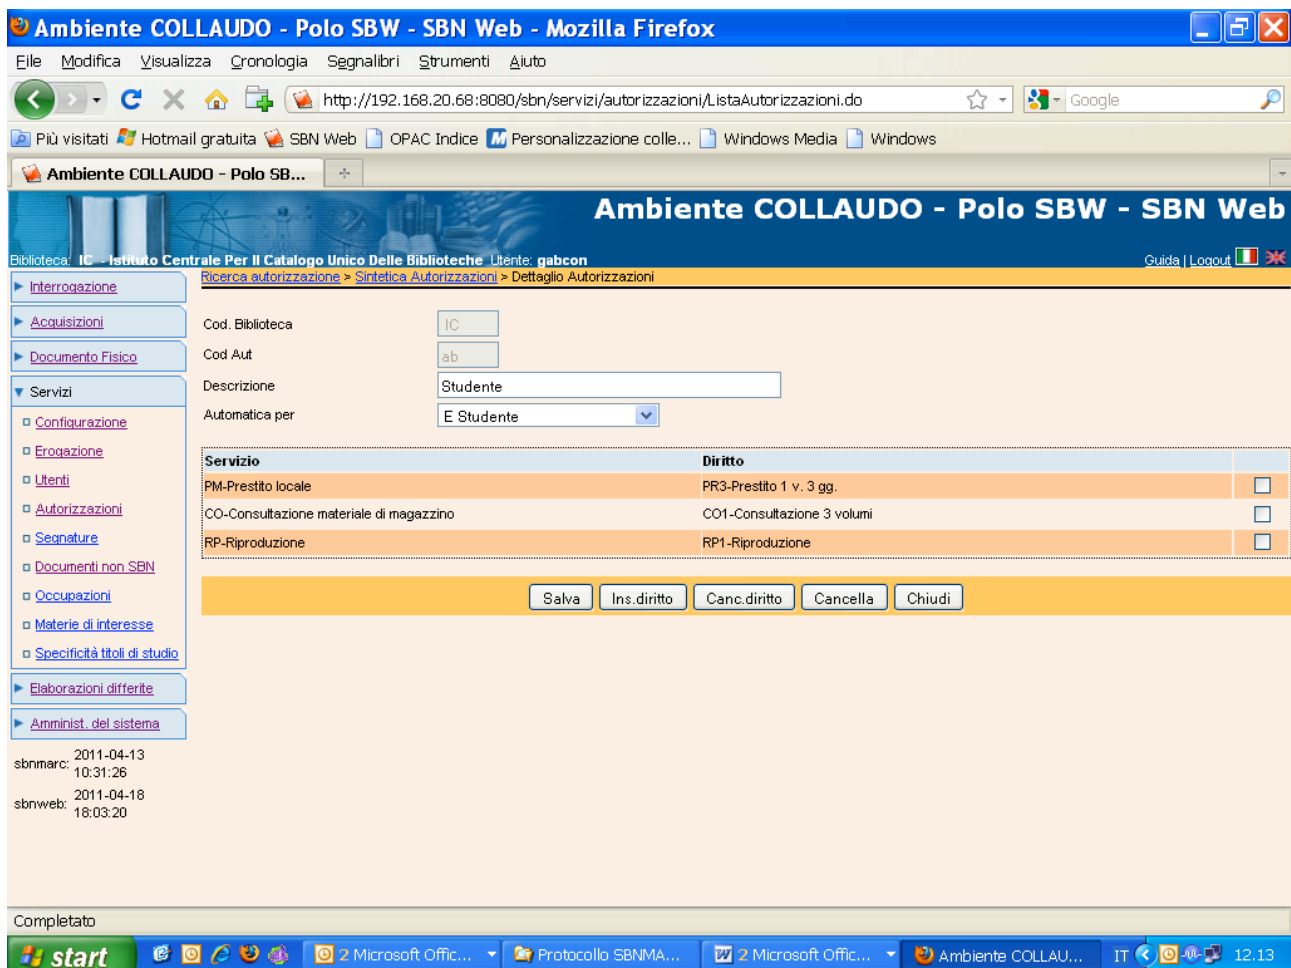 Ambiente COLLAUDO - Polo SBW - SBN Web - Mozilla Firefox
File Modifica Visualizza Cronologia Segnalibri Strumenti Aiuto
http://192.168.20.68:8080/sbn/servizi/autorizzazioni/ListaAutorizzazioni.do Google
Più visitati Hotmail gratuita SBN Web OPAC Indice Personalizzazione colle... Windows Media Windows
Ambiente COLLAUDO - Polo SB...
Ambiente COLLAUDO - Polo SBW - SBN Web
Biblioteca: IC - Istituto Centrale Per Il Catalogo Unico Delle Biblioteche Utente: gabcon Guida | Logout
Ricerca autorizzazione > Sintetica Autorizzazioni > Dettaglio Autorizzazioni
Interrogazione
Acquisizioni
Documento Fisico
Servizi
Configurazione
Erogazione
Utenti
Autorizzazioni
Segnature
Documenti non SBN
Occupazioni
Materie di interesse
Specificità titoli di studio
Elaborazioni differite
Amminist. del sistema
sbnmarc: 2011-04-13
10:31:26
sbnweb: 2011-04-18
18:03:20
Cod. Biblioteca IC
Cod Aut ab
Descrizione Studente
Automatica per E Studente
Servizio Diritto
PM-Prestito locale PR3-Prestito 1 v. 3 gg.
CO-Consultazione materiale di magazzino CO1-Consultazione 3 volumi
RP-Riproduzione RP1-Riproduzione
Salva Ins.diritto Canc.diritto Cancella Chiudi
Completato
start 2 Microsoft Offic... Protocollo SBNMA... 2 Microsoft Offic... Ambiente COLLAU... IT 12.13